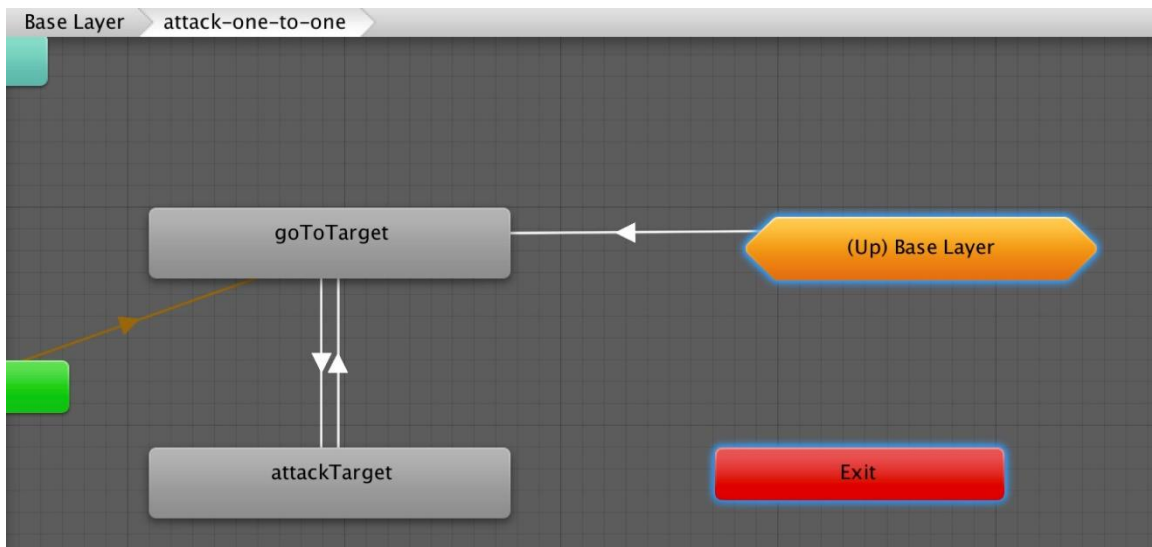 Base Layer
attack-one-to-one
goToTarget
(Up) Base Layer
attackTarget
Exit